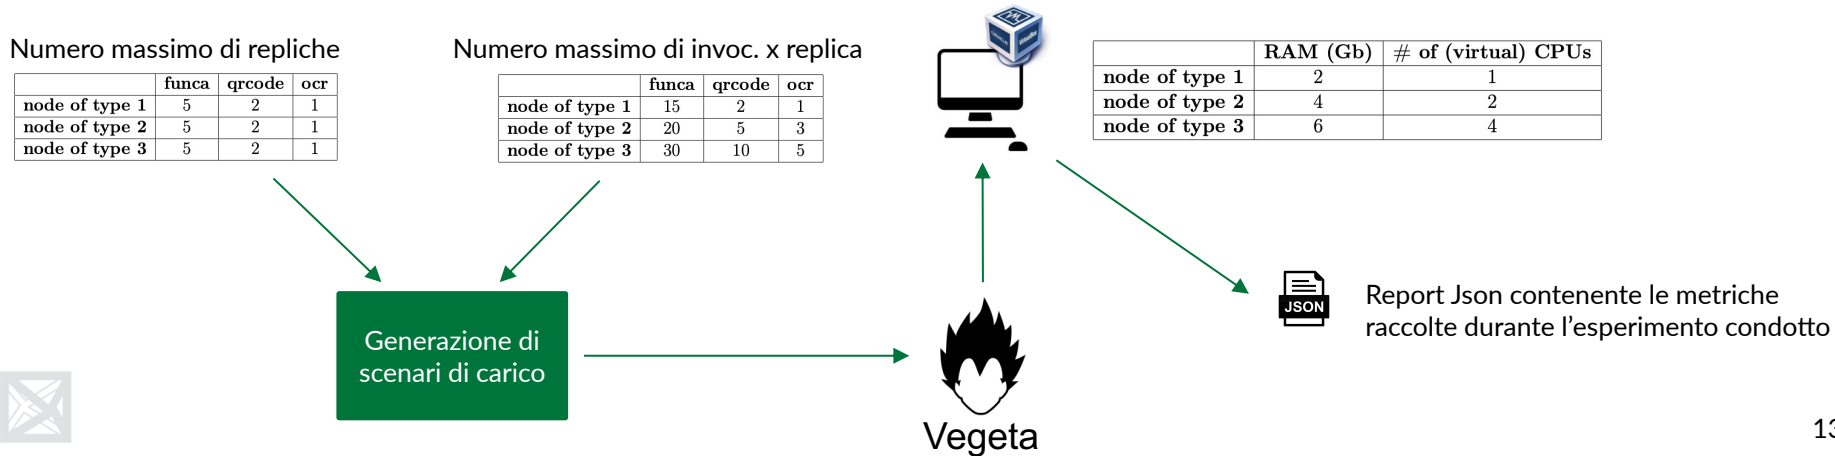 Numero massimo di repliche
funca qrcode ocr
node of type 1 5 2 1
node of type 2 5 2 1
node of type 3 5 2 1
Numero massimo di invoc. x replica
funca qrcode ocr
node of type 1 15 2 1
node of type 2 20 5 3
node of type 3 30 10 5
RAM (Gb) # of (virtual) CPUs
node of type 1 2 1
node of type 2 4 2
node of type 3 6 4
Generazione di
scenari di carico
Vegeta
JSON
Report Json contenente le metriche
raccolte durante l'esperimento condotto